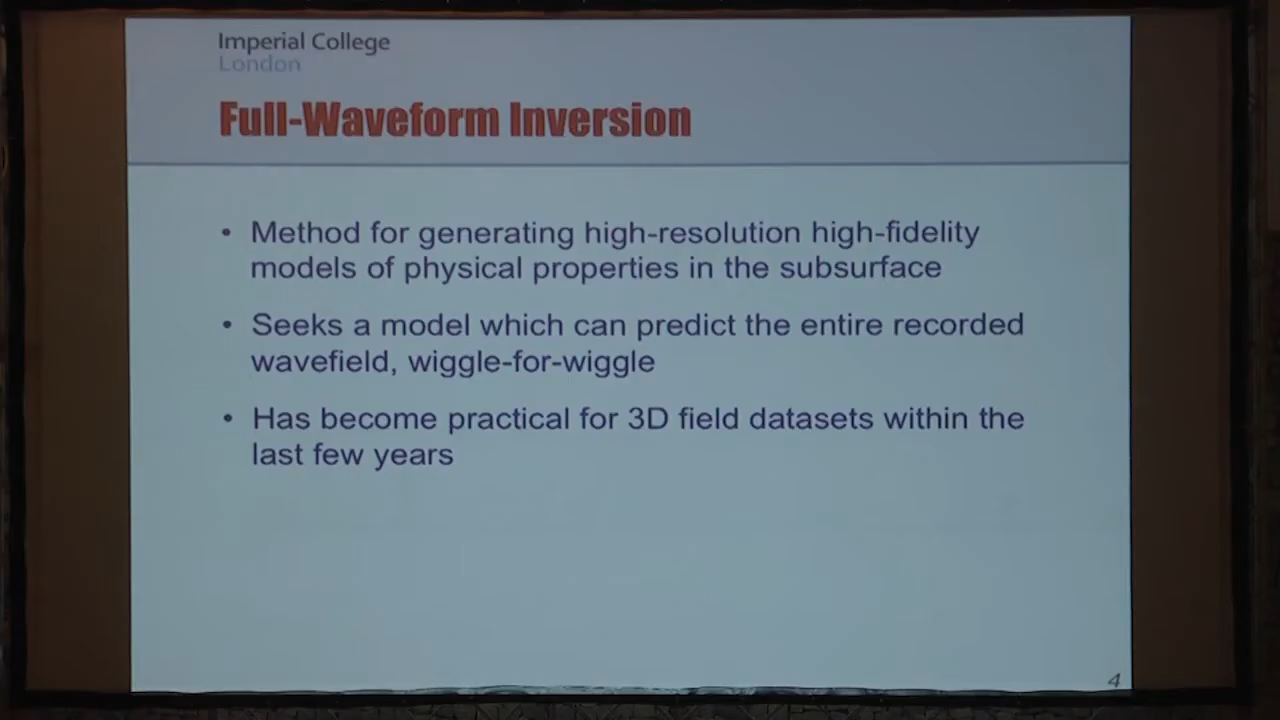 Imperial College
London
Full-Waveform Inversion
• Method for generating high-resolution high-fidelity
models of physical properties in the subsurface
• Seeks a model which can predict the entire recorded
wavefield, wiggle-for-wiggle
• Has become practical for 3D field datasets within the
last few years
4